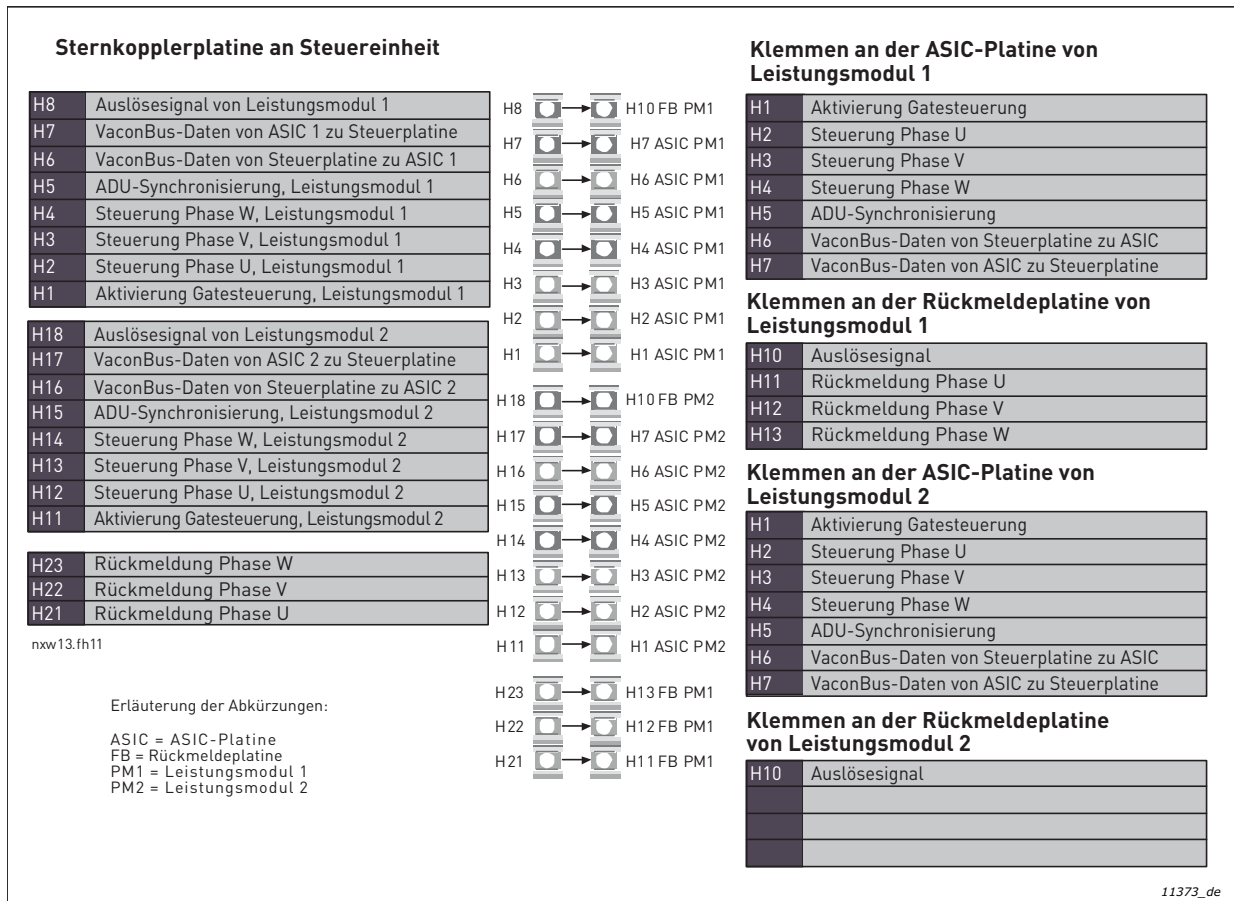 Sternkopplerplatine an Steuereinheit
H8 Auslösesignal von Leistungsmodul 1
H7 VaconBus-Daten von ASIC 1 zu Steuerplatine
H6 VaconBus-Daten von Steuerplatine zu ASIC 1
H5 ADU-Synchronisierung, Leistungsmodul 1
H4 Steuerung Phase W, Leistungsmodul 1
H3 Steuerung Phase V, Leistungsmodul 1
H2 Steuerung Phase U, Leistungsmodul 1
H1 Aktivierung Gatesteuerung, Leistungsmodul 1
H18 Auslösesignal von Leistungsmodul 2
H17 VaconBus-Daten von ASIC 2 zu Steuerplatine
H16 VaconBus-Daten von Steuerplatine zu ASIC 2
H15 ADU-Synchronisierung, Leistungsmodul 2
H14 Steuerung Phase W, Leistungsmodul 2
H13 Steuerung Phase V, Leistungsmodul 2
H12 Steuerung Phase U, Leistungsmodul 2
H11 Aktivierung Gatesteuerung, Leistungsmodul 2
H23 Rückmeldung Phase W
H22 Rückmeldung Phase V
H21 Rückmeldung Phase U
nxw13.fh11
Erläuterung der Abkürzungen:
ASIC = ASIC-Platine
FB = Rückmeldeplatine
PM1 = Leistungsmodul 1
PM2 = Leistungsmodul 2
H8 H10 FB PM1
H7 H7 ASIC PM1
H6 H6 ASIC PM1
H5 H5 ASIC PM1
H4 H4 ASIC PM1
H3 H3 ASIC PM1
H2 H2 ASIC PM1
H1 H1 ASIC PM1
H18 H10 FB PM2
H17 H7 ASIC PM2
H16 H6 ASIC PM2
H15 H5 ASIC PM2
H14 H4 ASIC PM2
H13 H3 ASIC PM2
H12 H2 ASIC PM2
H11 H1 ASIC PM2
H23 H13 FB PM1
H22 H12 FB PM1
H21 H11 FB PM1
Klemmen an der ASIC-Platine von
Leistungsmodul 1
H1 Aktivierung Gatesteuerung
H2 Steuerung Phase U
H3 Steuerung Phase V
H4 Steuerung Phase W
H5 ADU-Synchronisierung
H6 VaconBus-Daten von Steuerplatine zu ASIC
H7 VaconBus-Daten von ASIC zu Steuerplatine
Klemmen an der Rückmeldeplatine von
Leistungsmodul 1
H10 Auslösesignal
H11 Rückmeldung Phase U
H12 Rückmeldung Phase V
H13 Rückmeldung Phase W
Klemmen an der ASIC-Platine von
Leistungsmodul 2
H1 Aktivierung Gatesteuerung
H2 Steuerung Phase U
H3 Steuerung Phase V
H4 Steuerung Phase W
H5 ADU-Synchronisierung
H6 VaconBus-Daten von Steuerplatine zu ASIC
H7 VaconBus-Daten von ASIC zu Steuerplatine
Klemmen an der Rückmeldeplatine
von Leistungsmodul 2
H10 Auslösesignal
11373_de